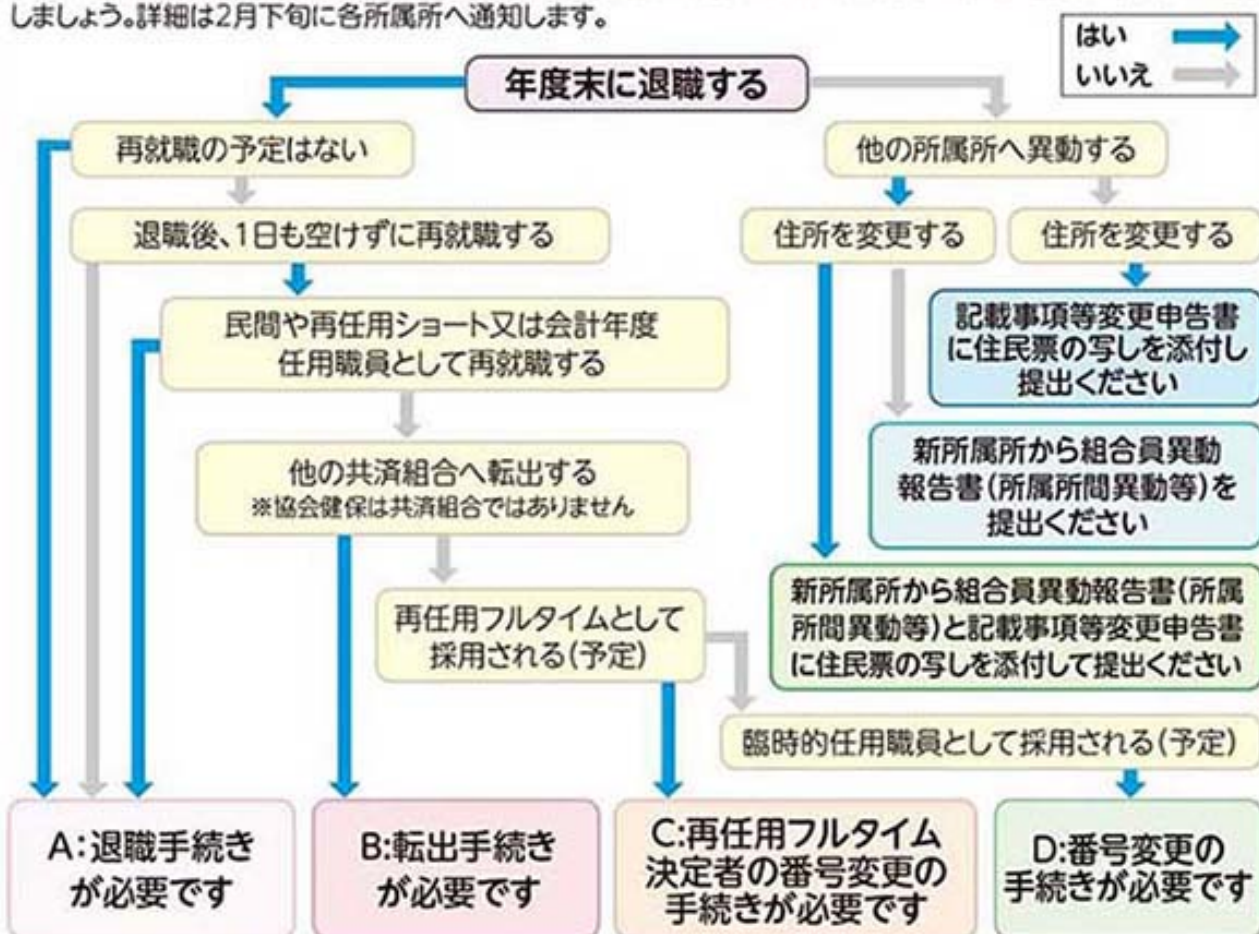 しましょう。詳細は2月下旬に各所属所へ通知します。
はい
いいえ
年度末に退職する
再就職の予定はない
他の所属所へ異動する
退職後、1日も空けずに再就職する
住所を変更する
住所を変更する
民間や再任用ショート又は会計年度
任用職員として再就職する
記載事項等変更申告書
に住民票の写しを添付し
提出ください
他の共済組合へ転出する
※協会健保は共済組合ではありません
新所属所から組合員異動
報告書(所属所間異動等)を
提出ください
再任用フルタイムとして
採用される(予定)
新所属所から組合員異動報告書(所属
所間異動等)と記載事項等変更申告書
に住民票の写しを添付して提出ください
臨時的任用職員として採用される(予定)
A:退職手続き
が必要です
B:転出手続き
が必要です
C:再任用フルタイム
決定者の番号変更の
手続きが必要です
D:番号変更の
手続きが必要です